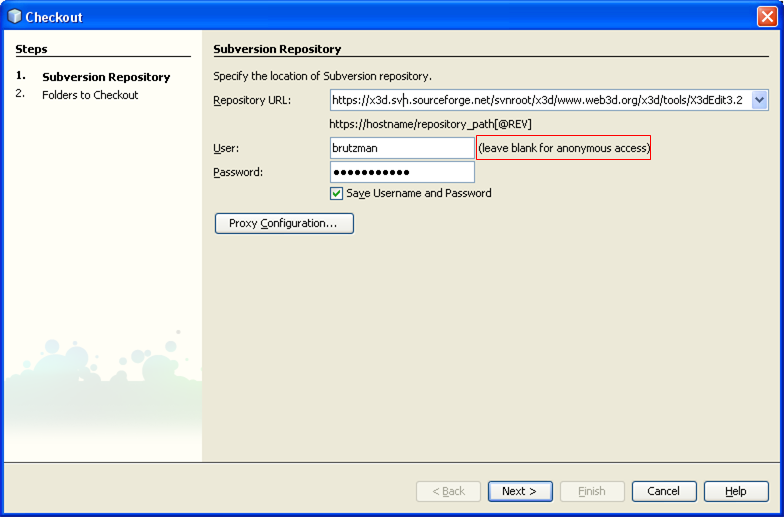 Checkout
Steps
1. Subversion Repository
2. Folders to Checkout
Subversion Repository
Specify the location of Subversion repository.
Repository URL: https://x3d.svn.sourceforge.net/svnroot/x3d/www.web3d.org/x3d/tools/X3dEdit3.2
https://hostname/repository_path[@REV]
User: brutzman (leave blank for anonymous access)
Password: ●●●●●●●●●●●
Save Username and Password
Proxy Configuration...
< Back Next > Finish Cancel Help